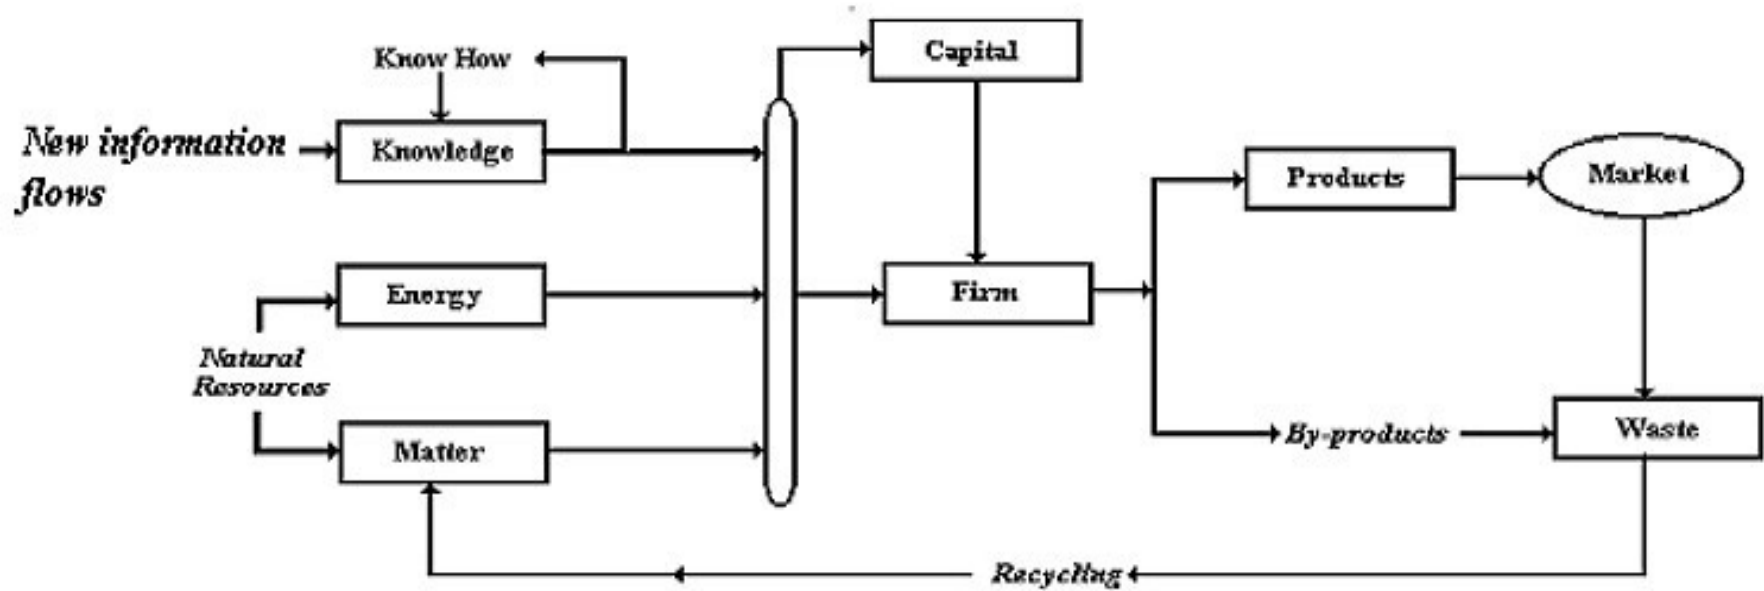 Capital
Know How
New information
flows
Knowledge
Products
Market
Energy
Firm
Natural
Resources
Matter
By-products
Waste
Recycling